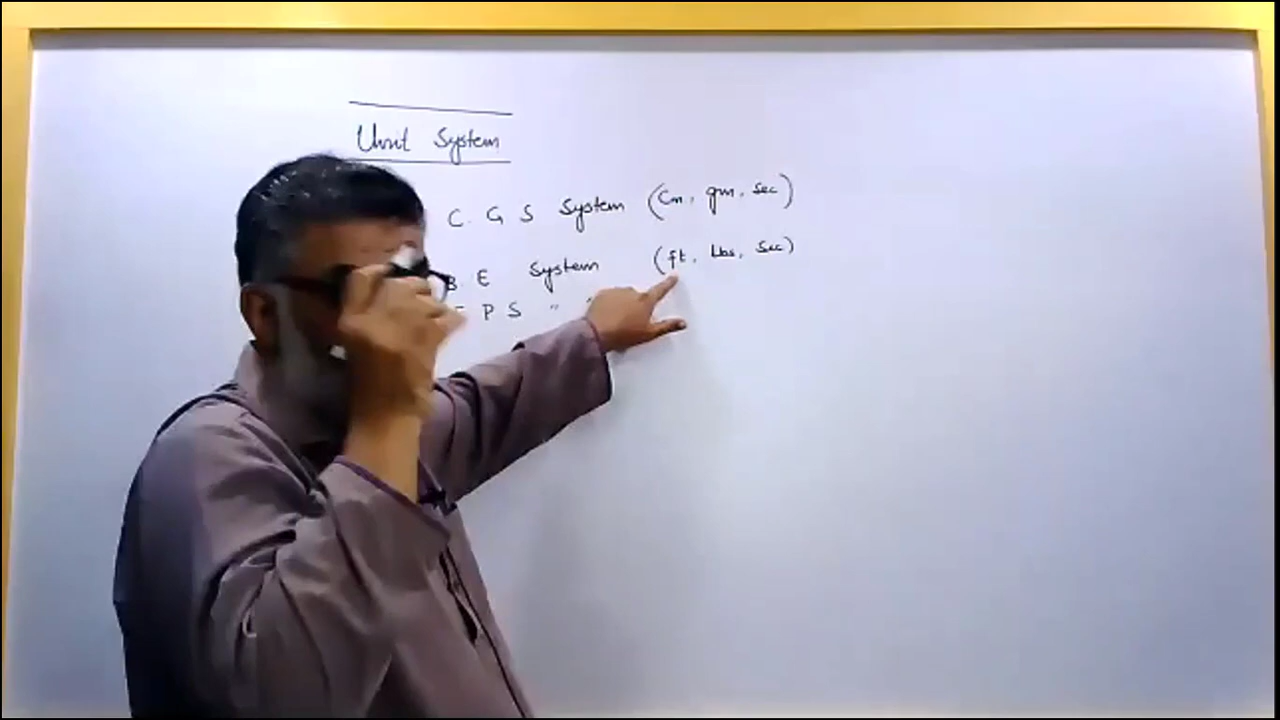 Unit System
C. G S System (Cm, gm, Sec)
B. E System (ft, Lbs, Sec)
P S "